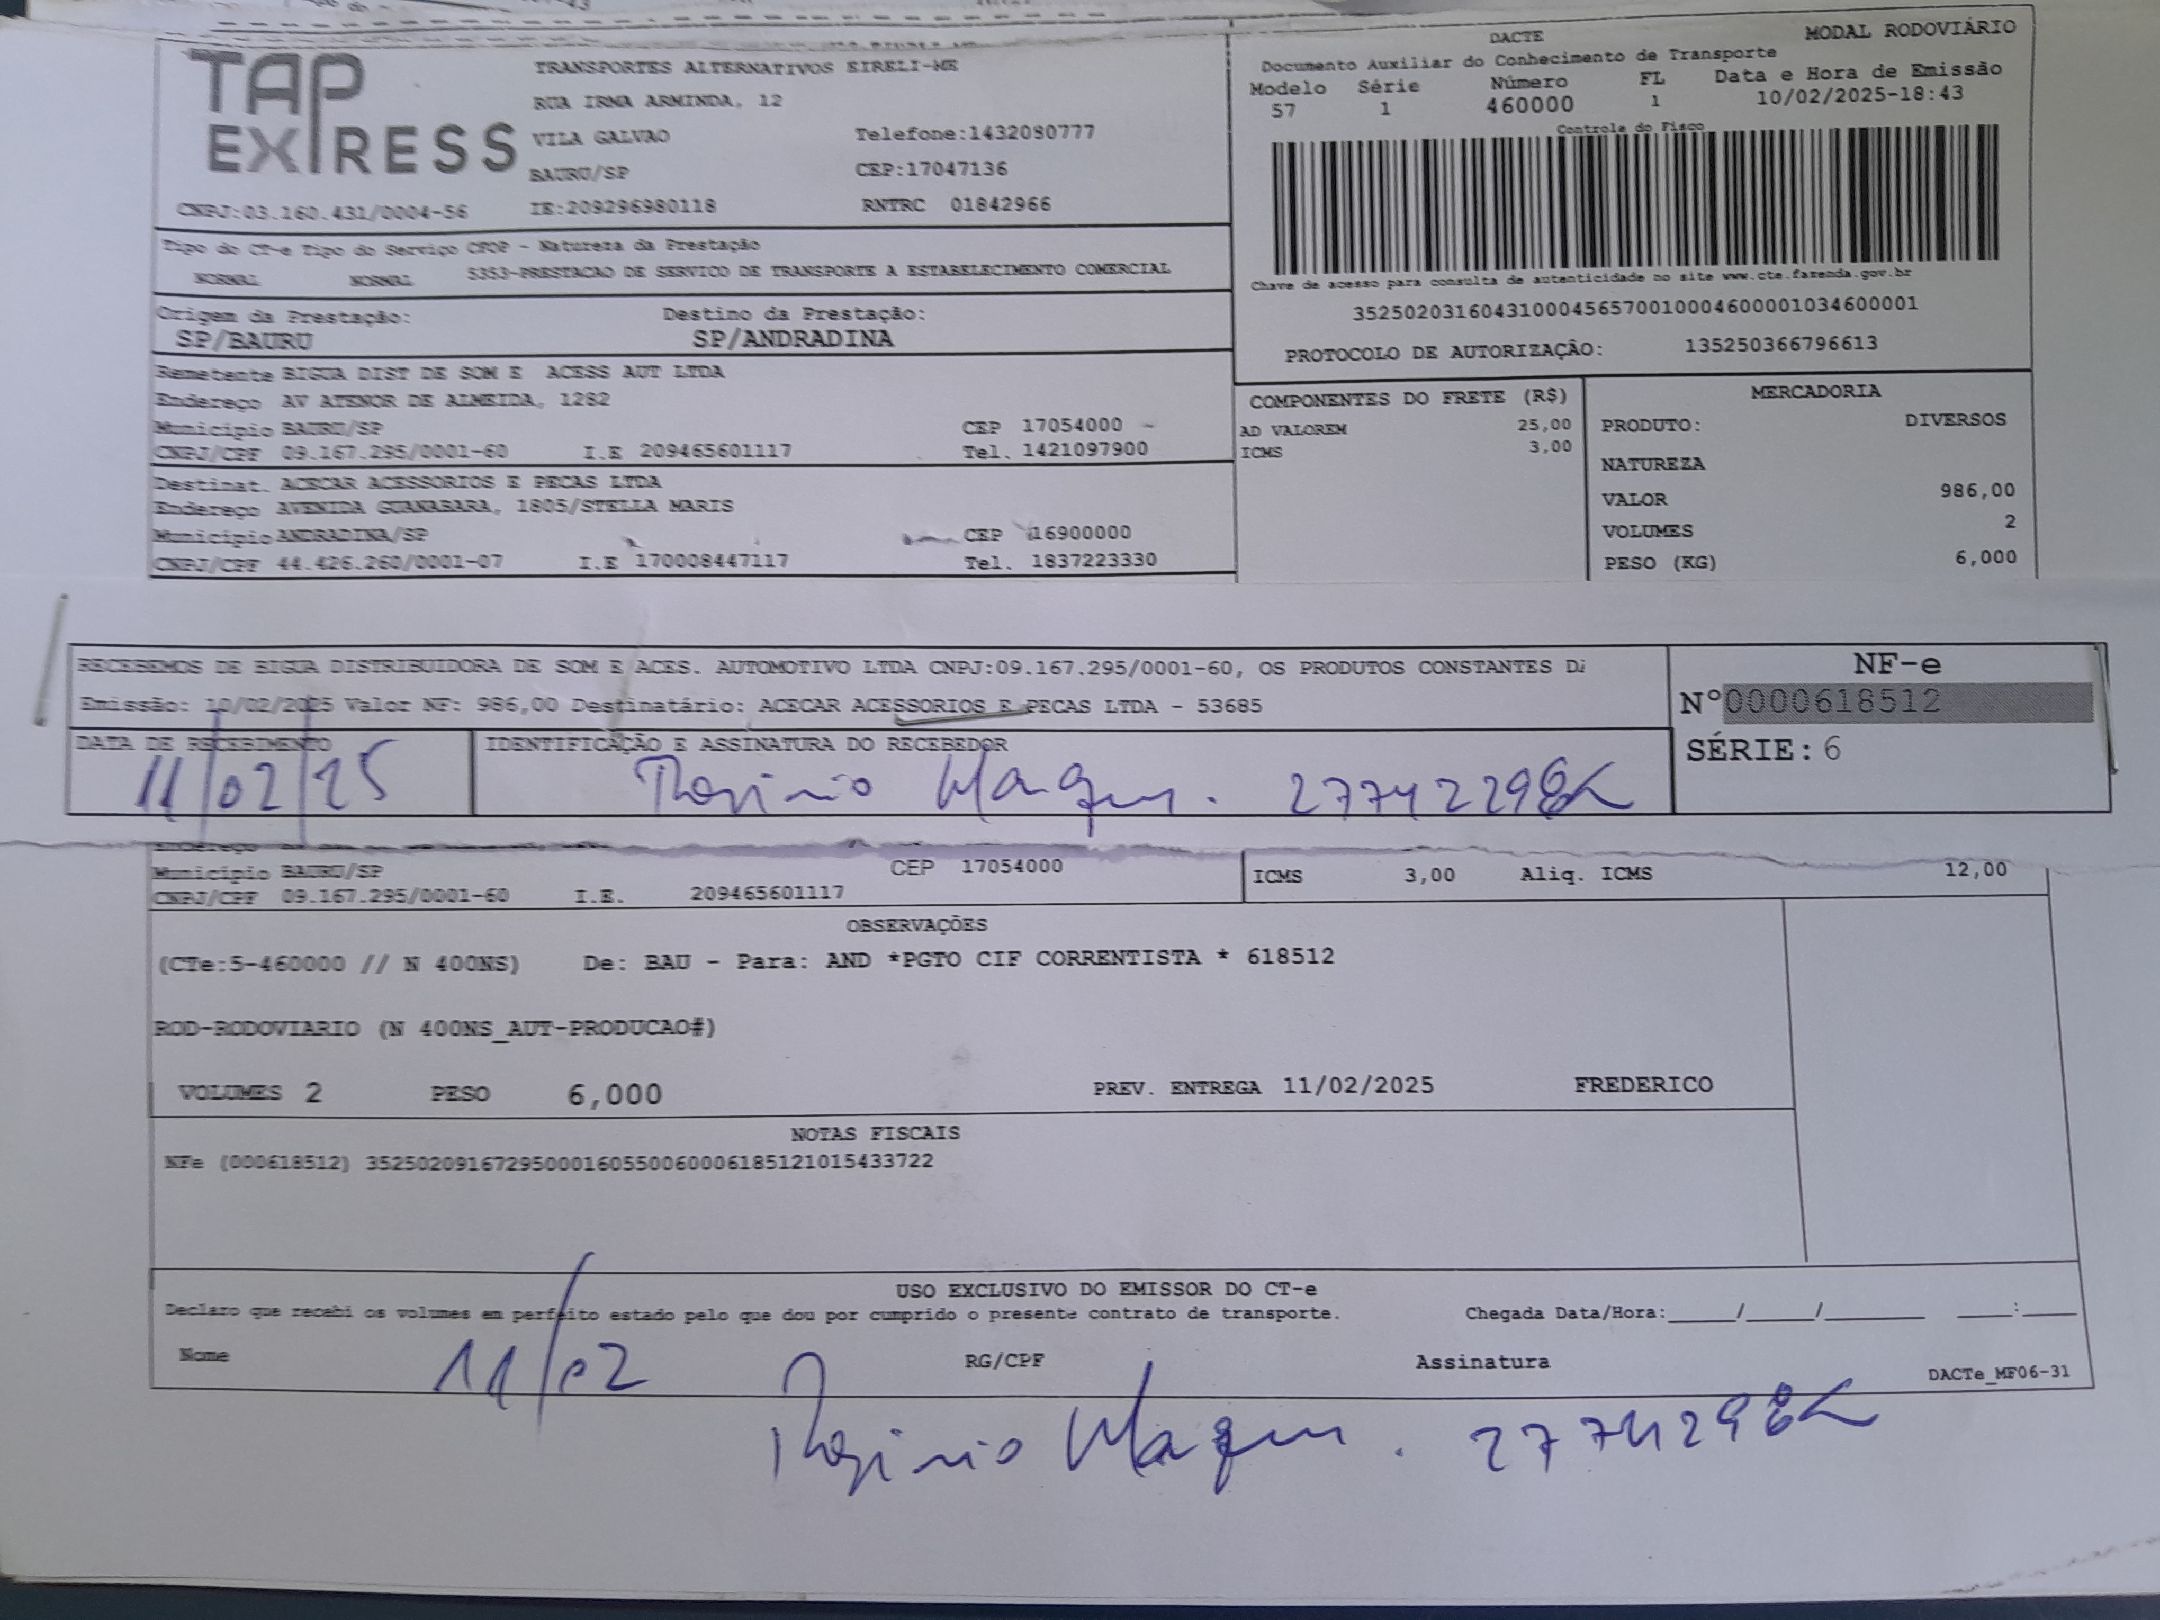 TAP EXPRESS
TRANSPORTES ALTERNATIVOS EIRELI-ME
RUA IRMA ARMINDA, 12
VILA GALVAO Telefone:1432080777
BAURU/SP CEP:17047136
CNPJ:03.160.431/0004-56 IE:209296980118 RNTRC 01842966
DACTE MODAL RODOVIÁRIO
Documento Auxiliar do Conhecimento de Transporte
Modelo Série Número FL Data e Hora de Emissão
57 1 460000 1 10/02/2025-18:43
Controle do Fisco
Chave de acesso para consulta de autenticidade no site www.cte.fazenda.gov.br
35250203160431000456570010004600001034600001
PROTOCOLO DE AUTORIZAÇÃO: 135250366796613
Tipo do CT-e Tipo do Serviço CFOP - Natureza da Prestação
NORMAL NORMAL 5353-PRESTACAO DE SERVICO DE TRANSPORTE A ESTABELECIMENTO COMERCIAL
Origem da Prestação: Destino da Prestação:
SP/BAURU SP/ANDRADINA
Remetente BIGUA DIST DE SOM E ACESS AUT LTDA
Endereço AV ATENOR DE ALMEIDA, 1282
Município BAURU/SP CEP 17054000
CNPJ/CPF 09.167.295/0001-60 I.E 209465601117 Tel. 1421097900
Destinat. ACECAR ACESSORIOS E PECAS LTDA
Endereço AVENIDA GUANABARA, 1805/STELLA MARIS
Município ANDRADINA/SP CEP 16900000
CNPJ/CPF 44.426.260/0001-07 I.E 170008447117 Tel. 1837223330
COMPONENTES DO FRETE (R$)
AD VALOREM 25,00
ICMS 3,00
MERCADORIA
PRODUTO: DIVERSOS
NATUREZA
VALOR 986,00
VOLUMES 2
PESO (KG) 6,000
RECEBEMOS DE BIGUA DISTRIBUIDORA DE SOM E ACES. AUTOMOTIVO LTDA CNPJ:09.167.295/0001-60, OS PRODUTOS CONSTANTES DA
Emissão: 10/02/2025 Valor NF: 986,00 Destinatário: ACECAR ACESSORIOS E PECAS LTDA - 53685
DATA DE RECEBIMENTO IDENTIFICAÇÃO E ASSINATURA DO RECEBEDOR
11/02/25
NF-e
Nº0000618512
SÉRIE: 6
Município BAURU/SP CEP 17054000
CNPJ/CPF 09.167.295/0001-60 I.E. 209465601117
ICMS 3,00 Aliq. ICMS 12,00
OBSERVAÇÕES
(CTe:5-460000 // N 400NS) De: BAU - Para: AND *PGTO CIF CORRENTISTA * 618512
ROD-RODOVIARIO (N 400NS_AUT-PRODUCAO#)
VOLUMES 2 PESO 6,000 PREV. ENTREGA 11/02/2025 FREDERICO
NOTAS FISCAIS
NFe (000618512) 35250209167295000160550060006185121015433722
USO EXCLUSIVO DO EMISSOR DO CT-e
Declaro que recebi os volumes em perfeito estado pelo que dou por cumprido o presente contrato de transporte. Chegada Data/Hora:____/____/______ ____:____
Nome RG/CPF Assinatura
DACTe_MF06-31
11/02